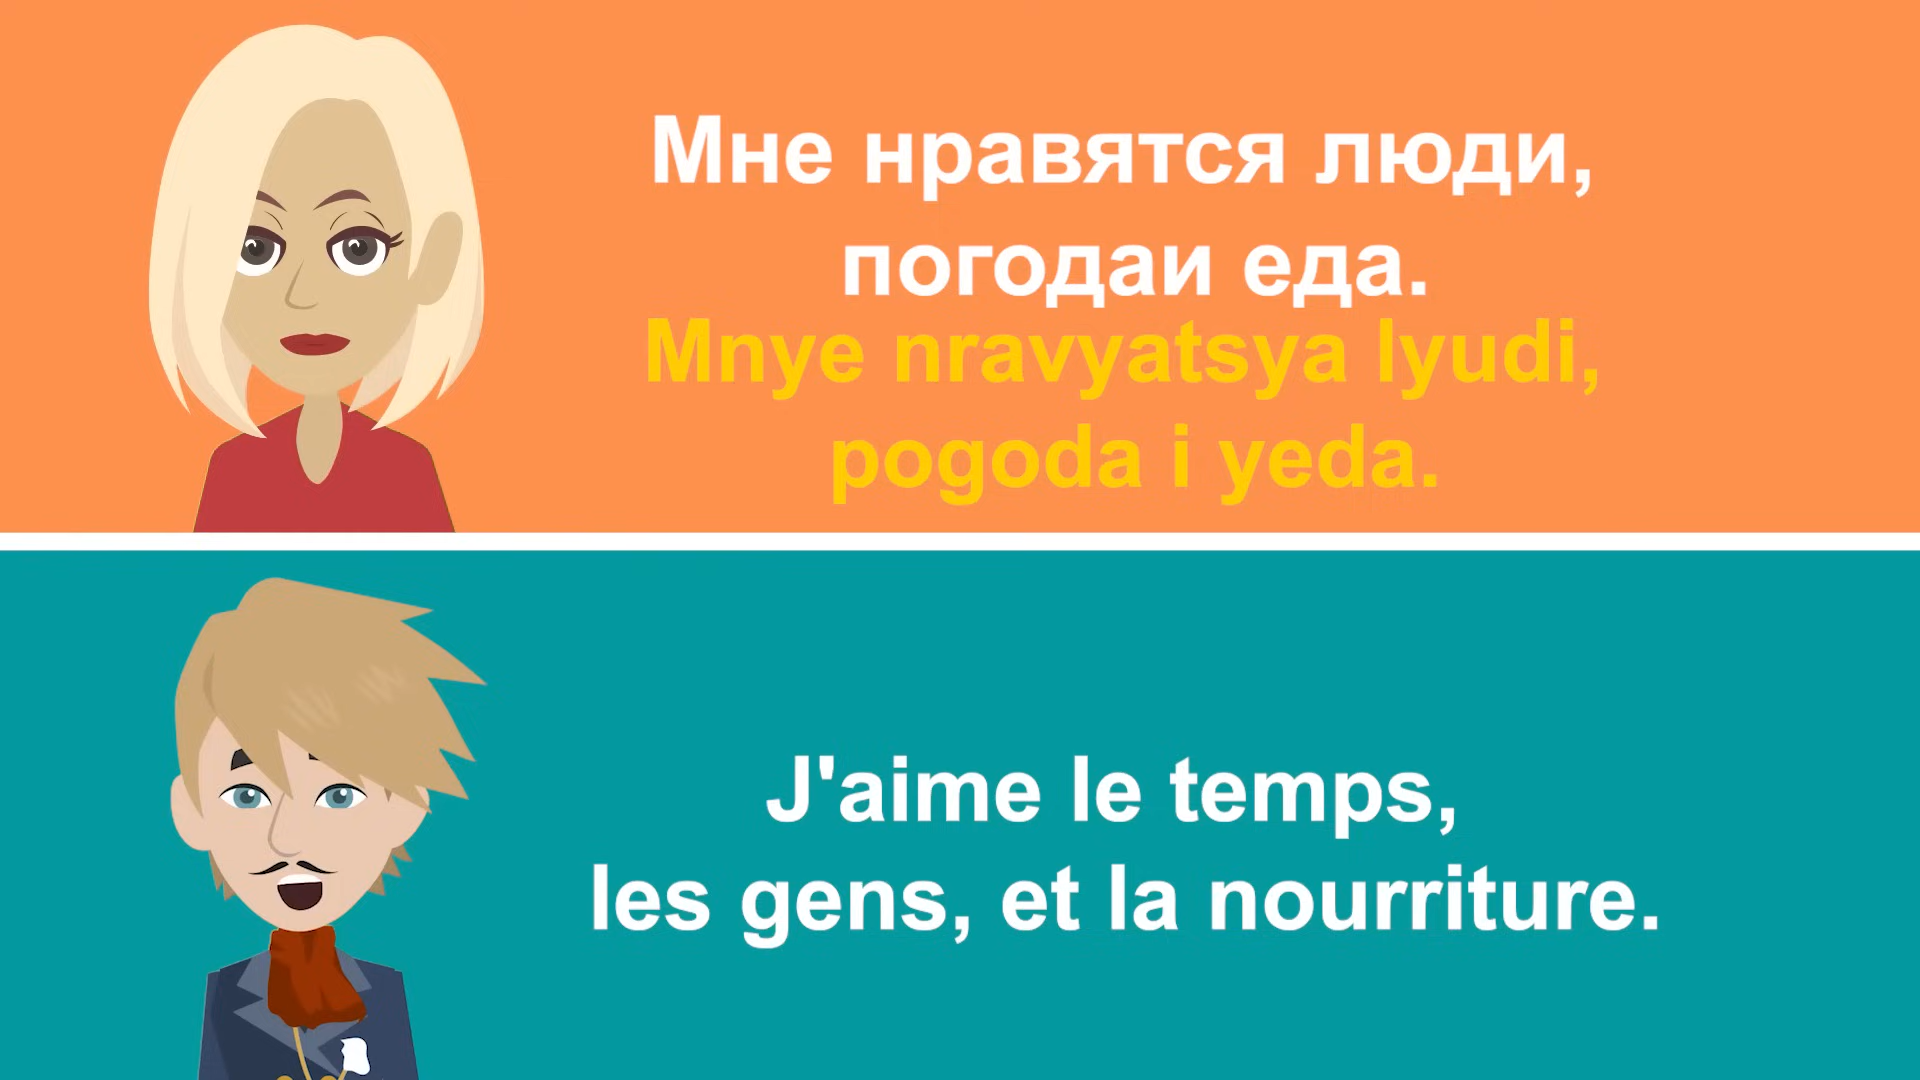 Мне нравятся люди,
погодаи еда.
Mnye nravyatsya lyudi,
pogoda i yeda.
J'aime le temps,
les gens, et la nourriture.